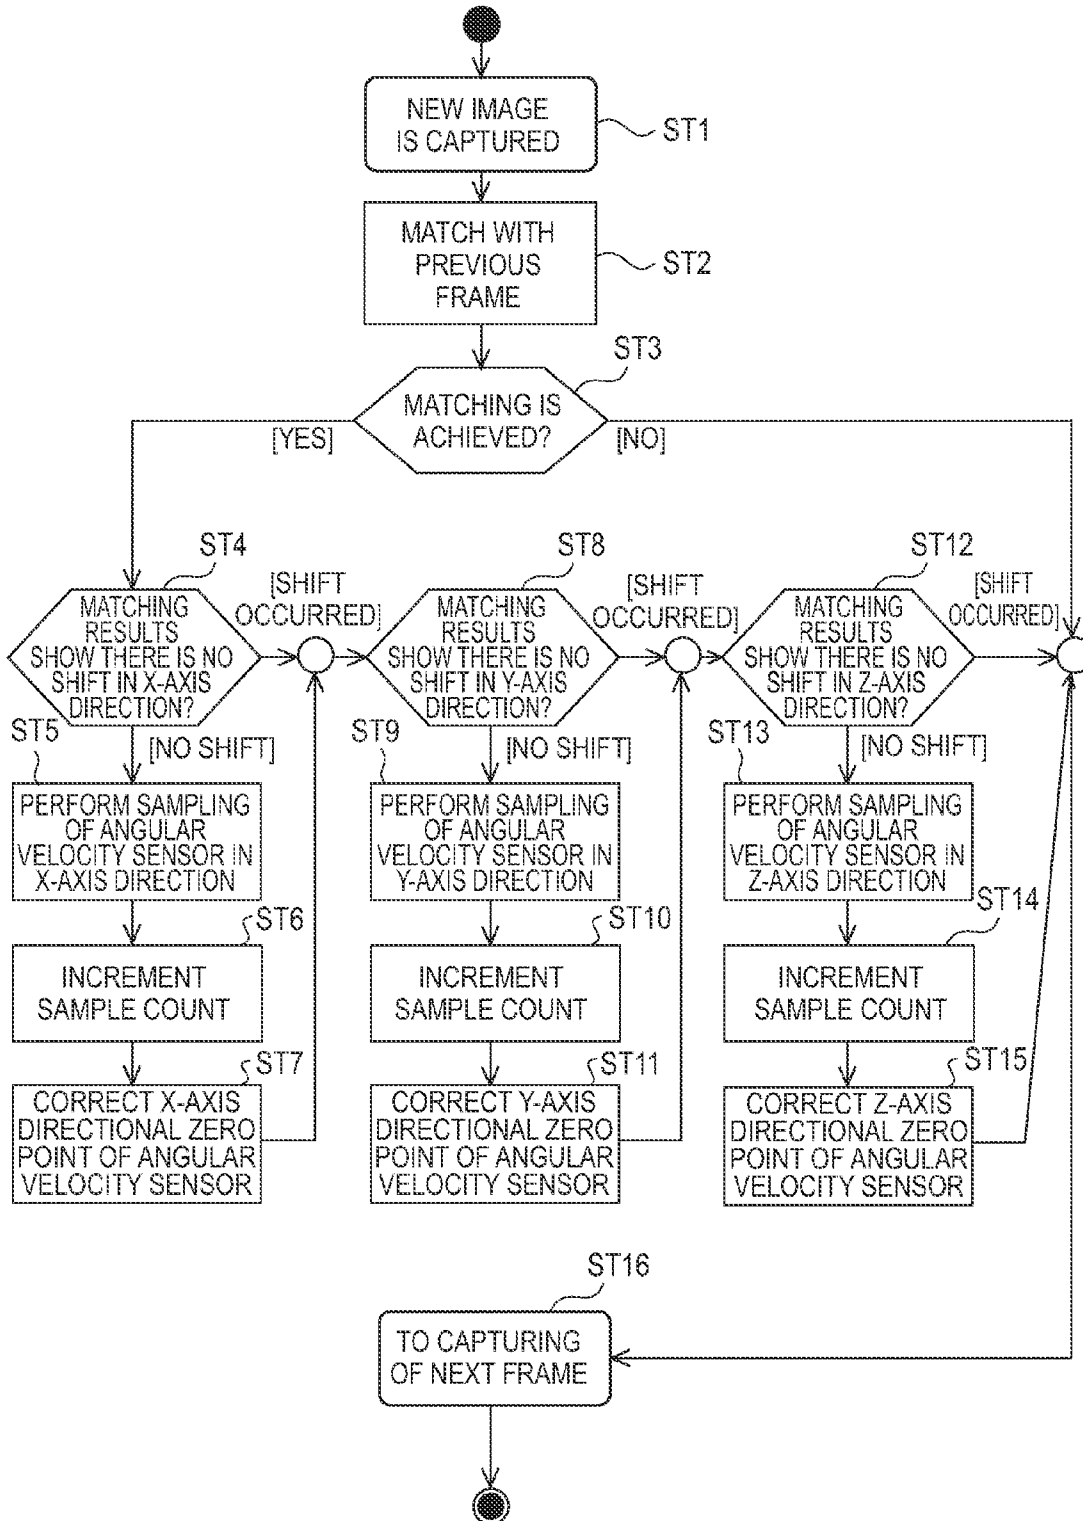 NEW IMAGE
IS CAPTURED
ST1
MATCH WITH
PREVIOUS
FRAME
ST2
ST3
MATCHING IS
ACHIEVED?
[YES]
[NO]
ST4
MATCHING
RESULTS
SHOW THERE IS NO
SHIFT IN X-AXIS
DIRECTION?
[SHIFT
OCCURRED]
[NO SHIFT]
ST5
PERFORM SAMPLING
OF ANGULAR
VELOCITY SENSOR IN
X-AXIS DIRECTION
ST6
INCREMENT
SAMPLE COUNT
ST7
CORRECT X-AXIS
DIRECTIONAL ZERO
POINT OF ANGULAR
VELOCITY SENSOR
ST8
MATCHING
RESULTS
SHOW THERE IS NO
SHIFT IN Y-AXIS
DIRECTION?
[SHIFT
OCCURRED]
[NO SHIFT]
ST9
PERFORM SAMPLING
OF ANGULAR
VELOCITY SENSOR IN
Y-AXIS DIRECTION
ST10
INCREMENT
SAMPLE COUNT
ST11
CORRECT Y-AXIS
DIRECTIONAL ZERO
POINT OF ANGULAR
VELOCITY SENSOR
ST12
MATCHING
RESULTS
SHOW THERE IS NO
SHIFT IN Z-AXIS
DIRECTION?
[SHIFT
OCCURRED]
[NO SHIFT]
ST13
PERFORM SAMPLING
OF ANGULAR
VELOCITY SENSOR IN
Z-AXIS DIRECTION
ST14
INCREMENT
SAMPLE COUNT
ST15
CORRECT Z-AXIS
DIRECTIONAL ZERO
POINT OF ANGULAR
VELOCITY SENSOR
ST16
TO CAPTURING
OF NEXT FRAME